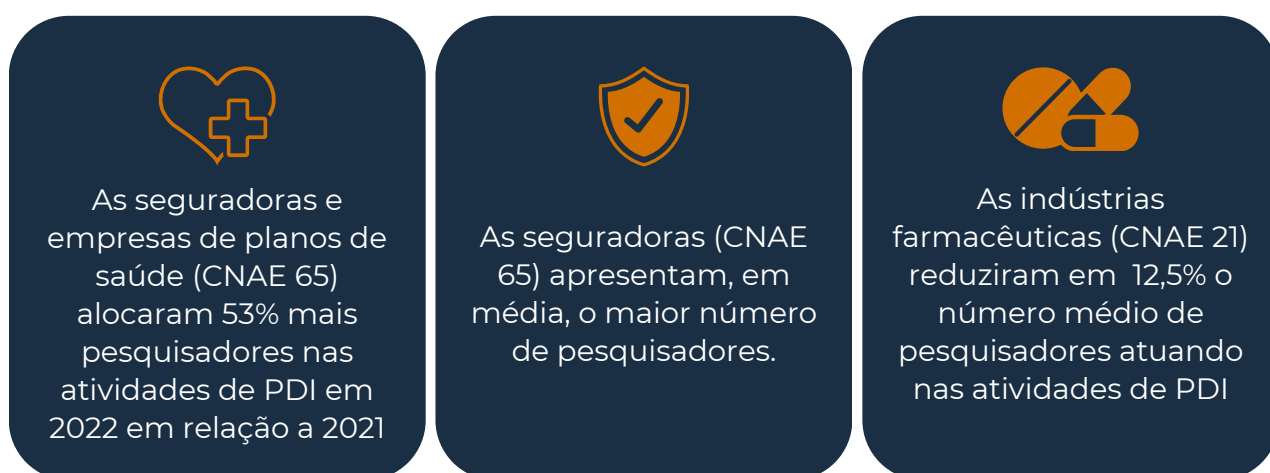 As seguradoras e
empresas de planos de
saúde (CNAE 65)
alocaram 53% mais
pesquisadores nas
atividades de PDI em
2022 em relação a 2021
As seguradoras (CNAE
65) apresentam, em
média, o maior número
de pesquisadores.
As indústrias
farmacêuticas (CNAE 21)
reduziram em  12,5% o
número médio de
pesquisadores atuando
nas atividades de PDI